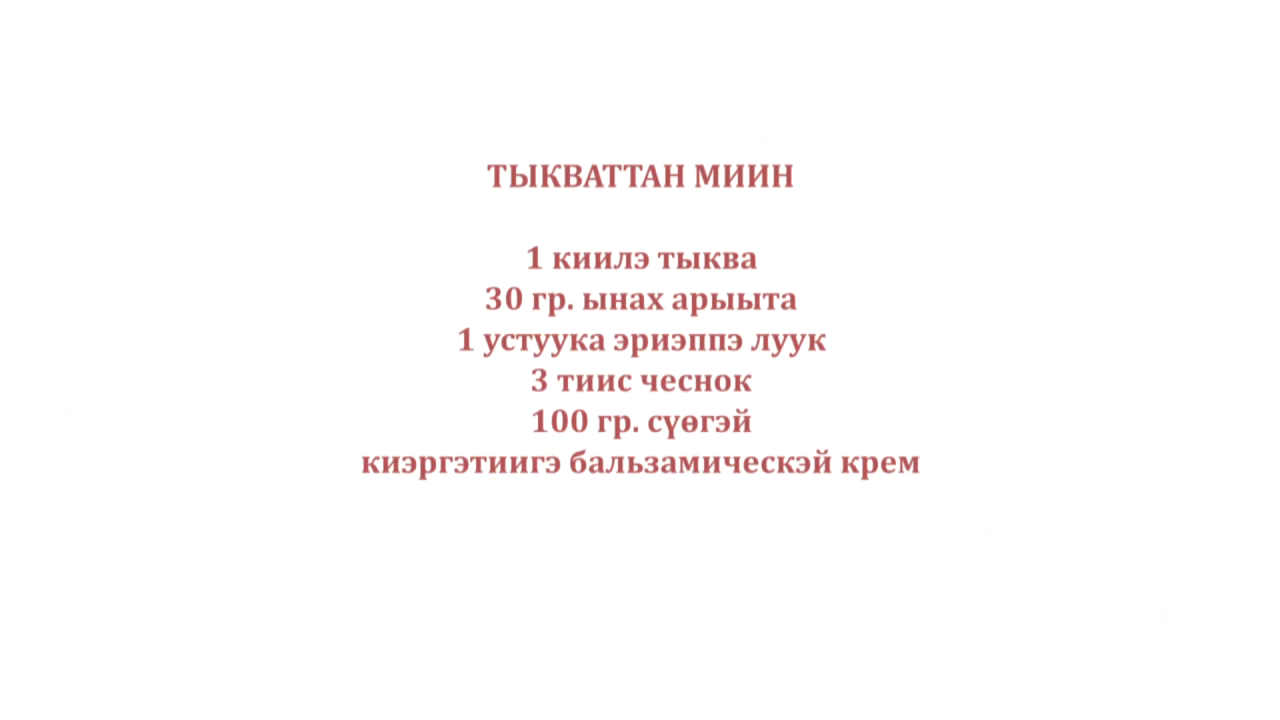 ТЫКВАТТАН МИИН
1 киилэ тыква
30 гр. ынах арыыта
1 устуука эриэппэ луук
3 тиис чеснок
100 гр. сүөгэй
киэргэтиигэ бальзамическэй крем